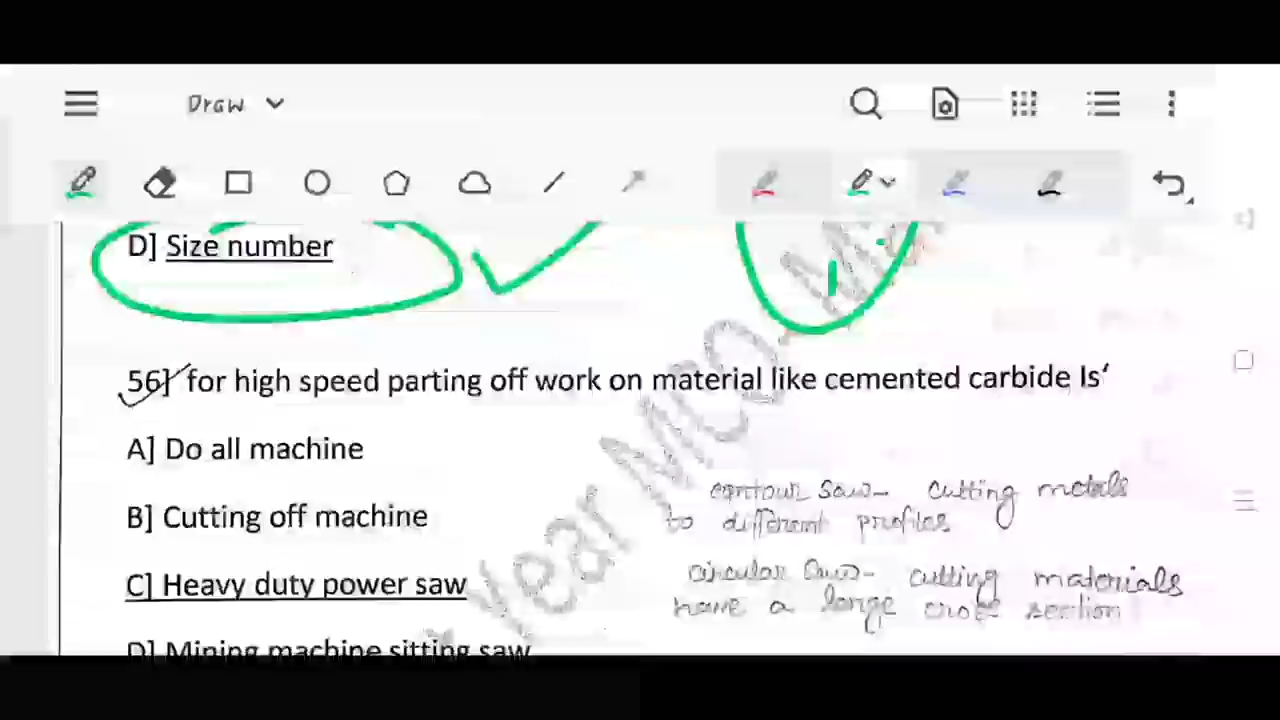 Draw
D] Size number
56] for high speed parting off work on material like cemented carbide Is'
A] Do all machine
contour saw- cutting metals
to different profiles
B] Cutting off machine
circular saw- cutting materials
have a large cross section
C] Heavy duty power saw
D] Mining machine sitting saw
Year Mco.